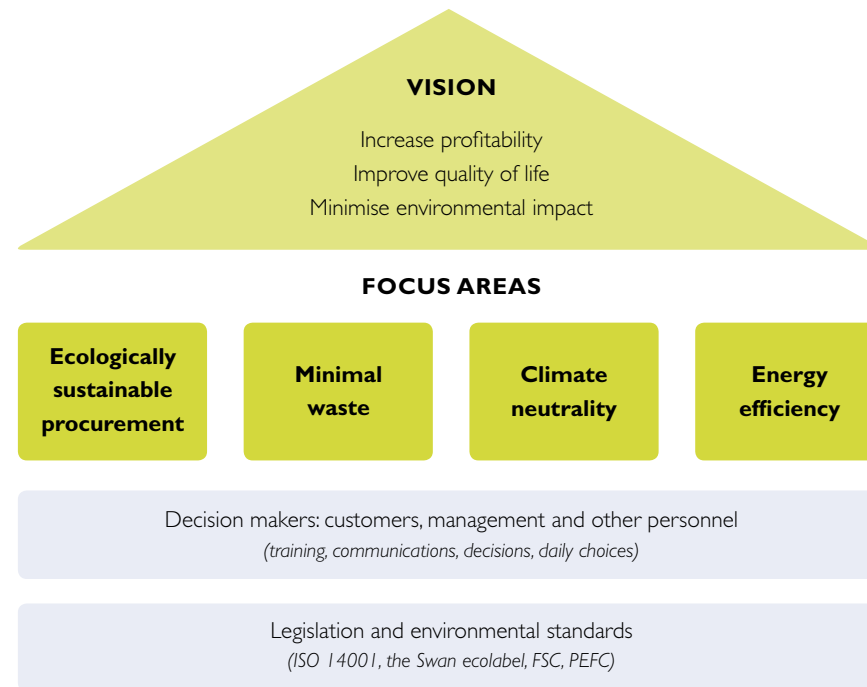 VISION
Increase profitability
Improve quality of life
Minimise environmental impact
FOCUS AREAS
Ecologically
sustainable
procurement
Minimal
waste
Climate
neutrality
Energy
efficiency
Decision makers: customers, management and other personnel
(training, communications, decisions, daily choices)
Legislation and environmental standards
(ISO 14001, the Swan ecolabel, FSC, PEFC)